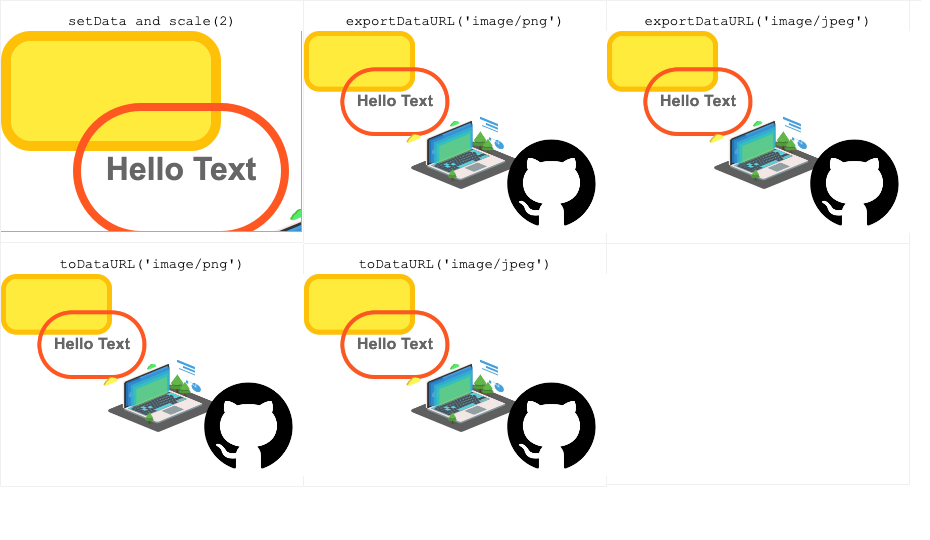 setData and scale(2)
Hello Text
exportDataURL('image/png')
Hello Text
exportDataURL('image/jpeg')
Hello Text
toDataURL('image/png')
Hello Text
toDataURL('image/jpeg')
Hello Text